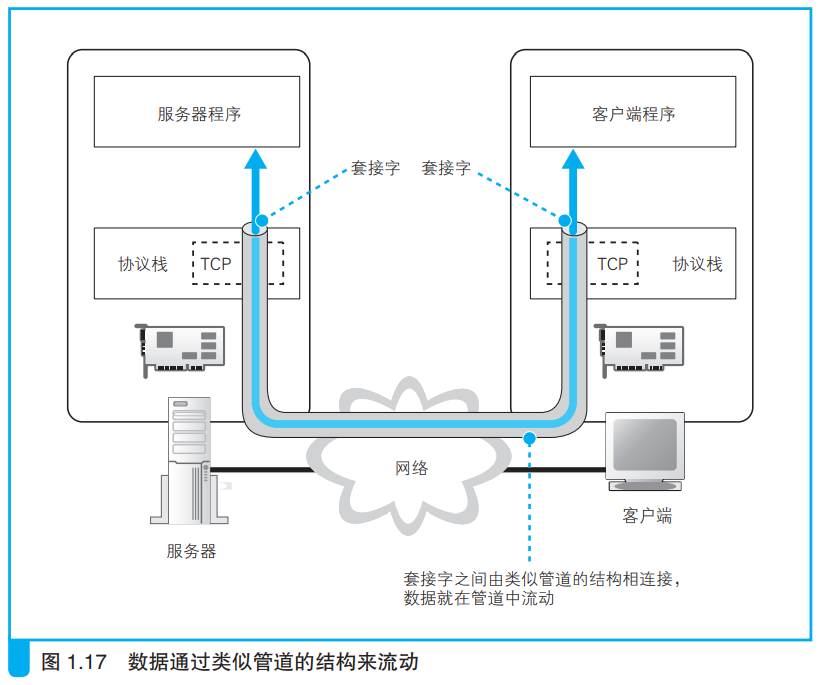 服务器程序
客户端程序
套接字
套接字
协议栈
TCP
TCP
协议栈
网络
服务器
客户端
套接字之间由类似管道的结构相连接，
数据就在管道中流动
图 1.17 数据通过类似管道的结构来流动